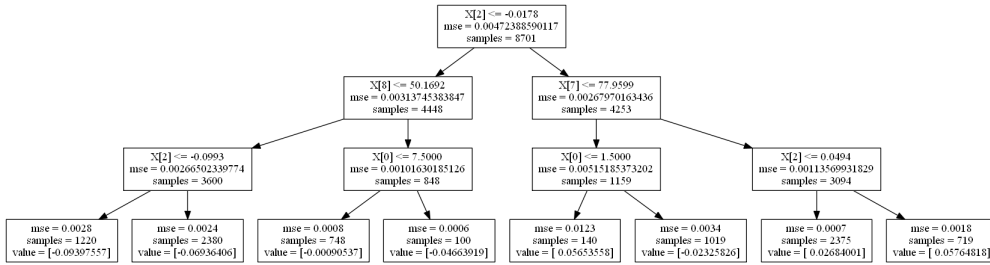 X[2] <= -0.0178
mse = 0.00472388590117
samples = 8701
X[8] <= 50.1692
mse = 0.00313745383847
samples = 4448
X[7] <= 77.9599
mse = 0.00267970163436
samples = 4253
X[2] <= -0.0993
mse = 0.00266502339774
samples = 3600
X[0] <= 7.5000
mse = 0.00101630185126
samples = 848
X[0] <= 1.5000
mse = 0.00515185373202
samples = 1159
X[2] <= 0.0494
mse = 0.00113569931829
samples = 3094
mse = 0.0028
samples = 1220
value = [-0.09397557]
mse = 0.0024
samples = 2380
value = [-0.06936406]
mse = 0.0008
samples = 748
value = [-0.00090537]
mse = 0.0006
samples = 100
value = [-0.04663919]
mse = 0.0123
samples = 140
value = [ 0.05653558]
mse = 0.0034
samples = 1019
value = [-0.02325826]
mse = 0.0007
samples = 2375
value = [ 0.02684001]
mse = 0.0018
samples = 719
value = [ 0.05764818]